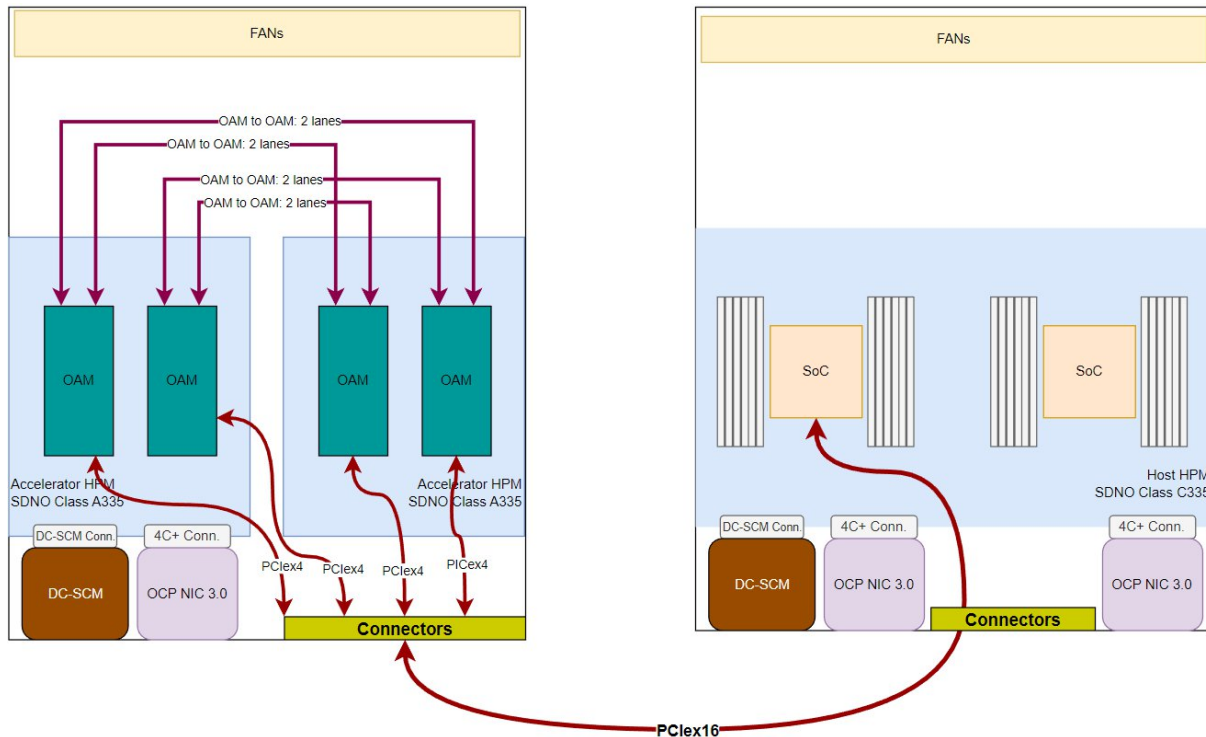 FANs
OAM to OAM: 2 lanes
OAM to OAM: 2 lanes
OAM to OAM: 2 lanes
OAM to OAM: 2 lanes
OAM
OAM
OAM
OAM
Accelerator HPM
SDNO Class A335
Accelerator HPM
SDNO Class A335
DC-SCM Conn.
4C+ Conn.
DC-SCM
OCP NIC 3.0
PCIex4
PCIex4
PCIex4
PICex4
Connectors
FANs
SoC
SoC
Host HPM
SDNO Class C335
DC-SCM Conn.
4C+ Conn.
4C+ Conn.
DC-SCM
OCP NIC 3.0
Connectors
OCP NIC 3.0
PCIex16